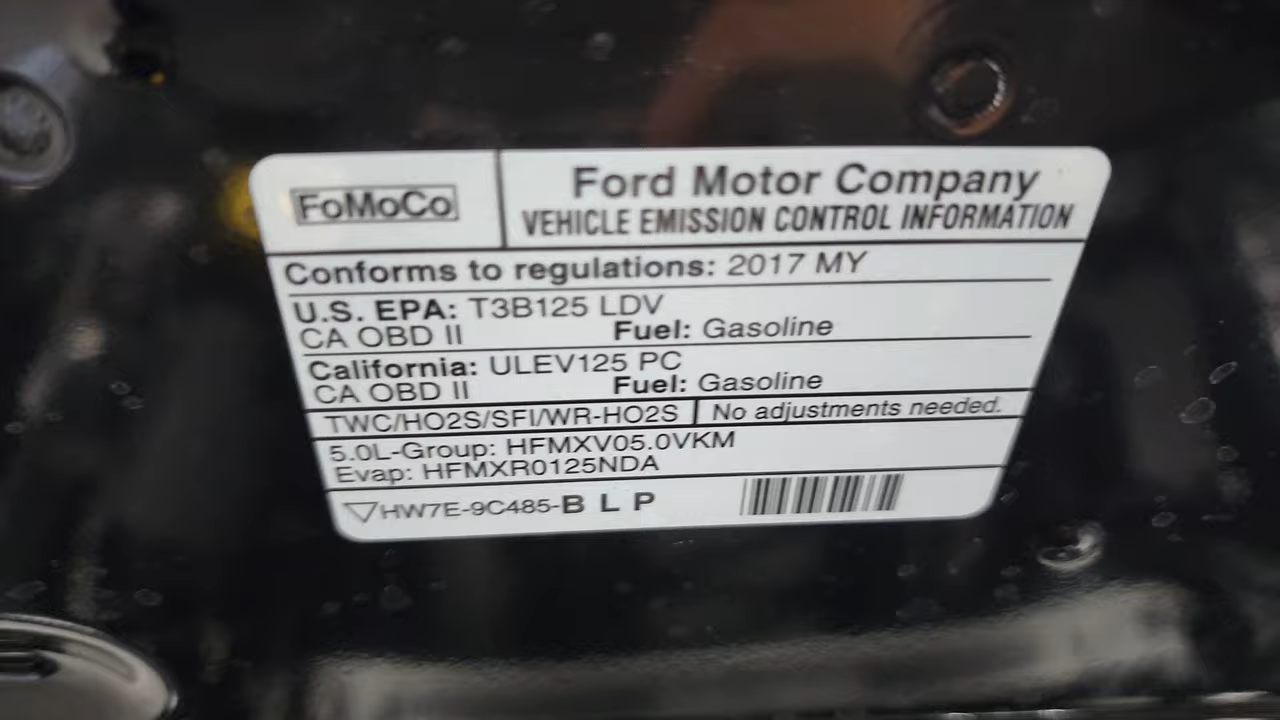 FoMoCo
Ford Motor Company
VEHICLE EMISSION CONTROL INFORMATION
Conforms to regulations: 2017 MY
U.S. EPA: T3B125 LDV
CA OBD II Fuel: Gasoline
California: ULEV125 PC
CA OBD II Fuel: Gasoline
TWC/HO2S/SFI/WR-HO2S No adjustments needed.
5.0L-Group: HFMXV05.0VKM
Evap: HFMXR0125NDA
HW7E-9C485-B L P